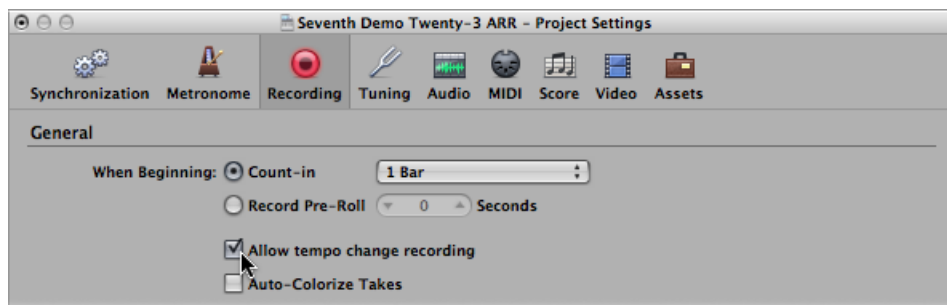 Seventh Demo Twenty-3 ARR - Project Settings
Synchronization Metronome Recording Tuning Audio MIDI Score Video Assets
General
When Beginning: Count-in 1 Bar
Record Pre-Roll 0 Seconds
Allow tempo change recording
Auto-Colorize Takes